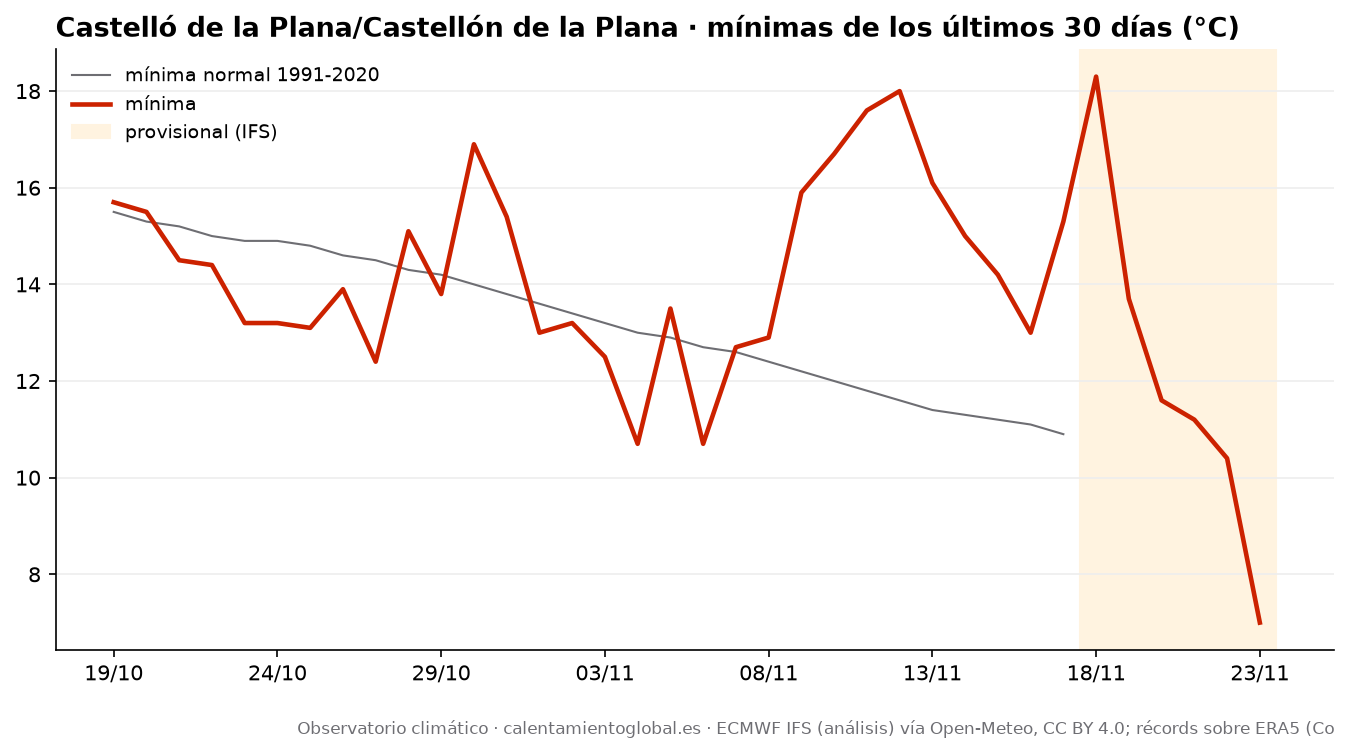 Castelló de la Plana/Castellón de la Plana · mínimas de los últimos 30 días (°C)
mínima normal 1991-2020
mínima
provisional (IFS)
18
16
14
12
10
8
19/10 24/10 29/10 03/11 08/11 13/11 18/11 23/11
Observatorio climático · calentamientoglobal.es · ECMWF IFS (análisis) vía Open-Meteo, CC BY 4.0; récords sobre ERA5 (Co